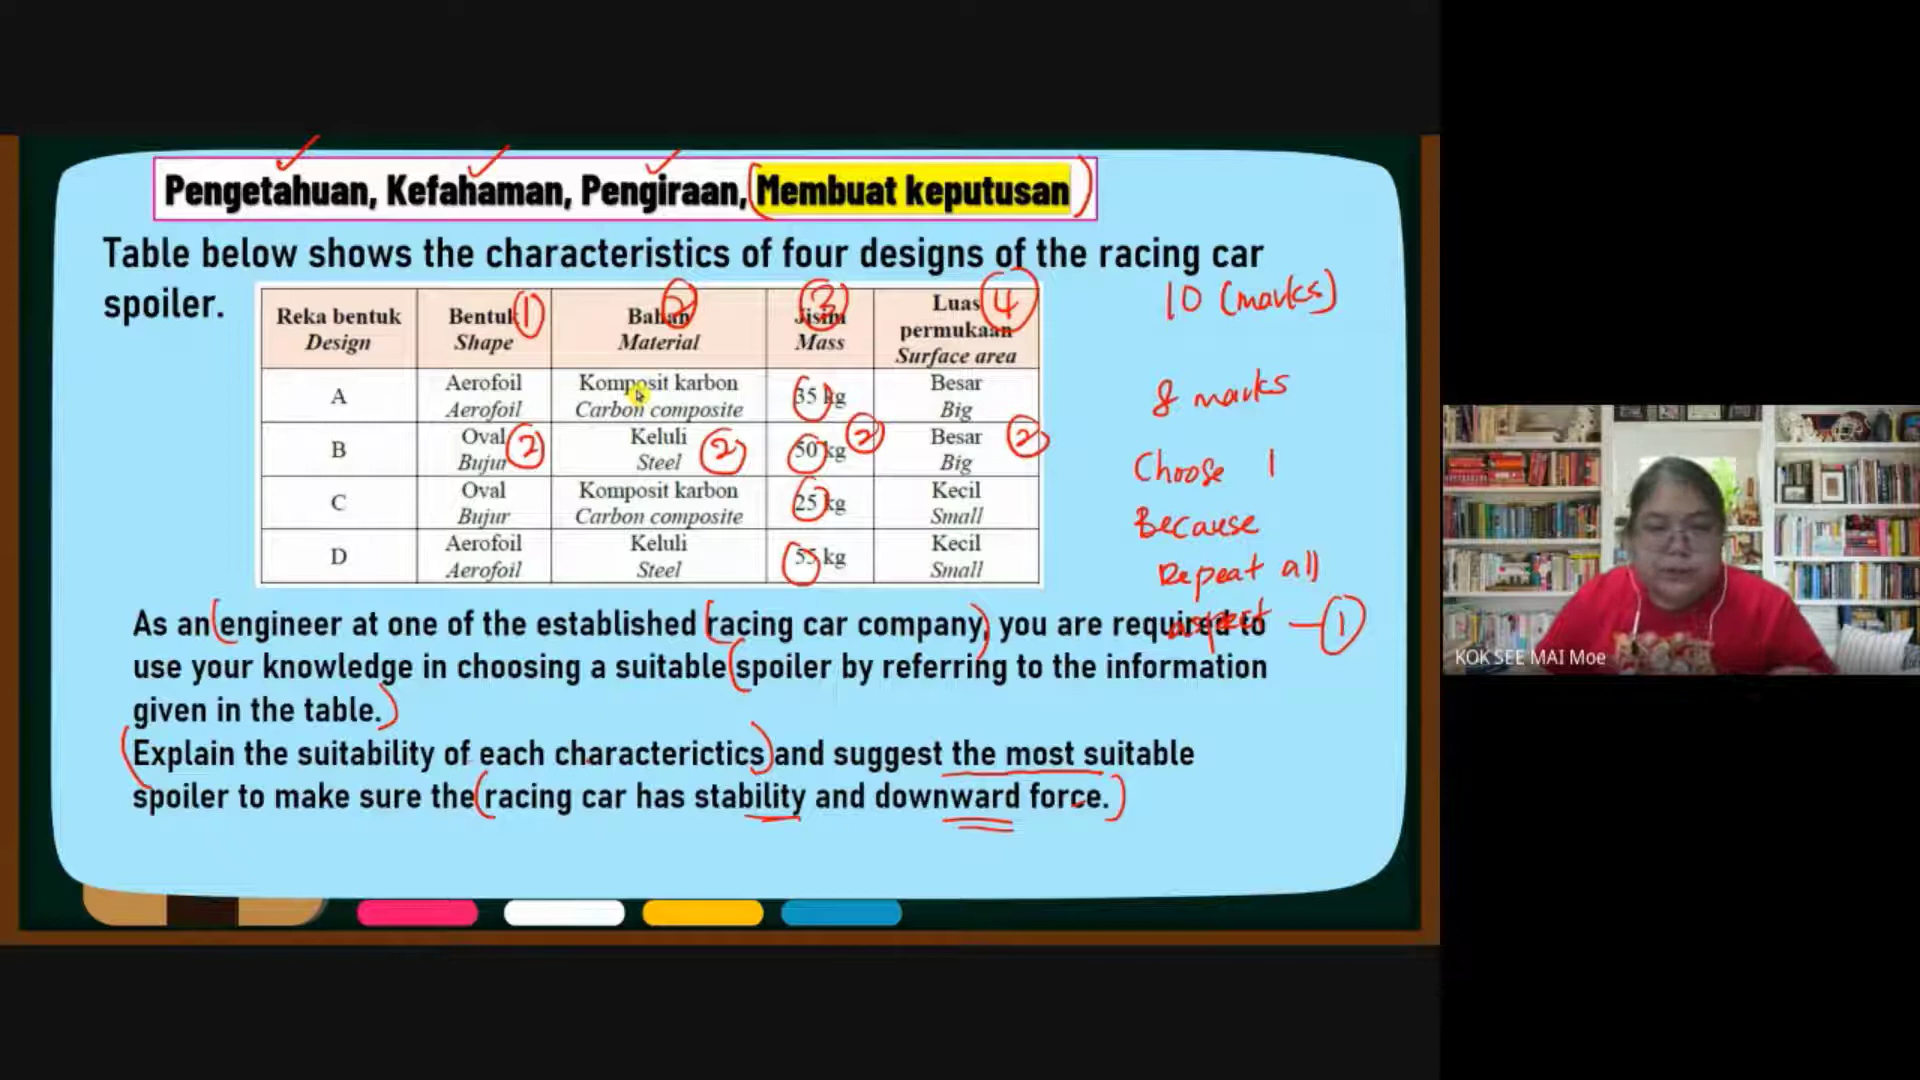 Pengetahuan, Kefahaman, Pengiraan, Membuat keputusan
Table below shows the characteristics of four designs of the racing car
spoiler.
10 (marks)
Reka bentuk
Design
Bentuk 1
Shape
Bahan 2
Material
Jisim 3
Mass
Luas 4
permukaan
Surface area
A
Aerofoil
Aerofoil
Komposit karbon
Carbon composite
35 kg
Besar
Big
8 marks
B
Oval
Bujur 2
Keluli
Steel 2
50 kg 2
Besar
Big 2
Choose 1
C
Oval
Bujur
Komposit karbon
Carbon composite
25 kg
Kecil
Small
Because
D
Aerofoil
Aerofoil
Keluli
Steel
55 kg
Kecil
Small
Repeat all
aspect — 1
As an engineer at one of the established racing car company, you are required to
use your knowledge in choosing a suitable spoiler by referring to the information
given in the table.
Explain the suitability of each characterictics and suggest the most suitable
spoiler to make sure the racing car has stability and downward force.
KOK SEE MAI Moe